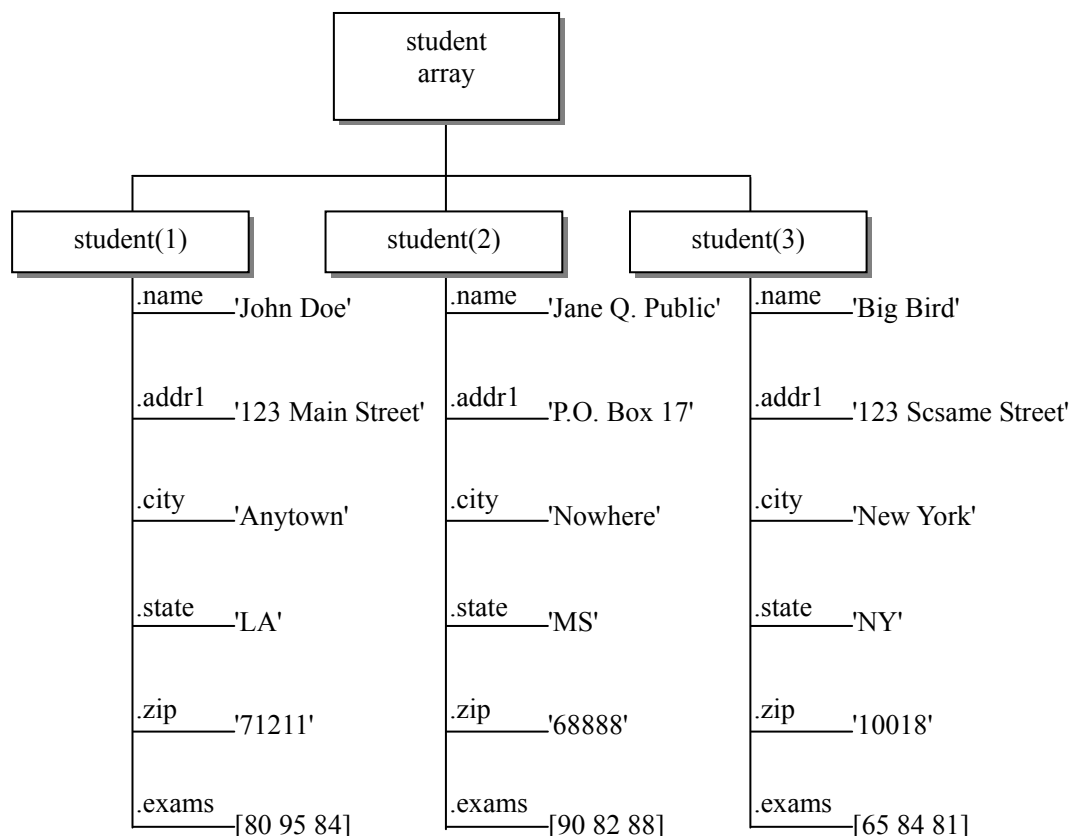 student
array
student(1)
student(2)
student(3)
.name
'John Doe'
.name
'Jane Q. Public'
.name
'Big Bird'
.addr1
'123 Main Street'
.addr1
'P.O. Box 17'
.addr1
'123 Scsame Street'
.city
'Anytown'
.city
'Nowhere'
.city
'New York'
.state
'LA'
.state
'MS'
.state
'NY'
.zip
'71211'
.zip
'68888'
.zip
'10018'
.exams
[80 95 84]
.exams
[90 82 88]
.exams
[65 84 81]